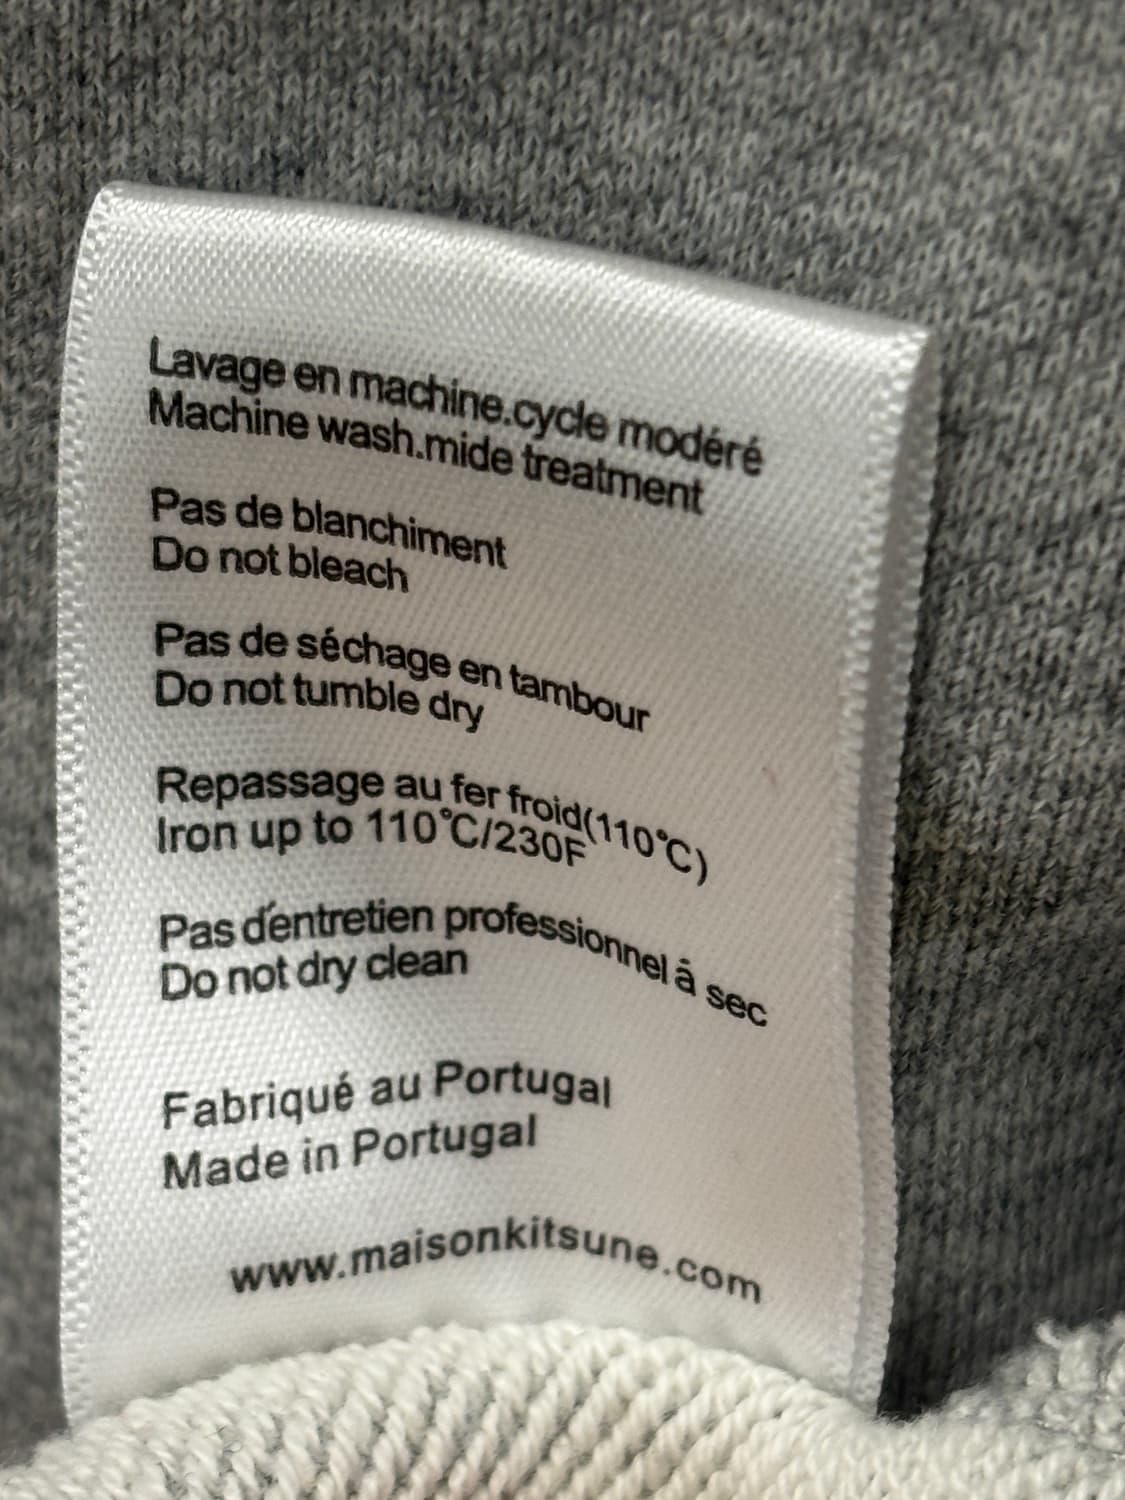 Lavage en machine.cycle modéré
Machine wash.mide treatment
Pas de blanchiment
Do not bleach
Pas de séchage en tambour
Do not tumble dry
Repassage au fer froid(110°C)
Iron up to 110°C/230F
Pas d'entretien professionnel â sec
Do not dry clean
Fabriqué au Portugal
Made in Portugal
www.maisonkitsune.com